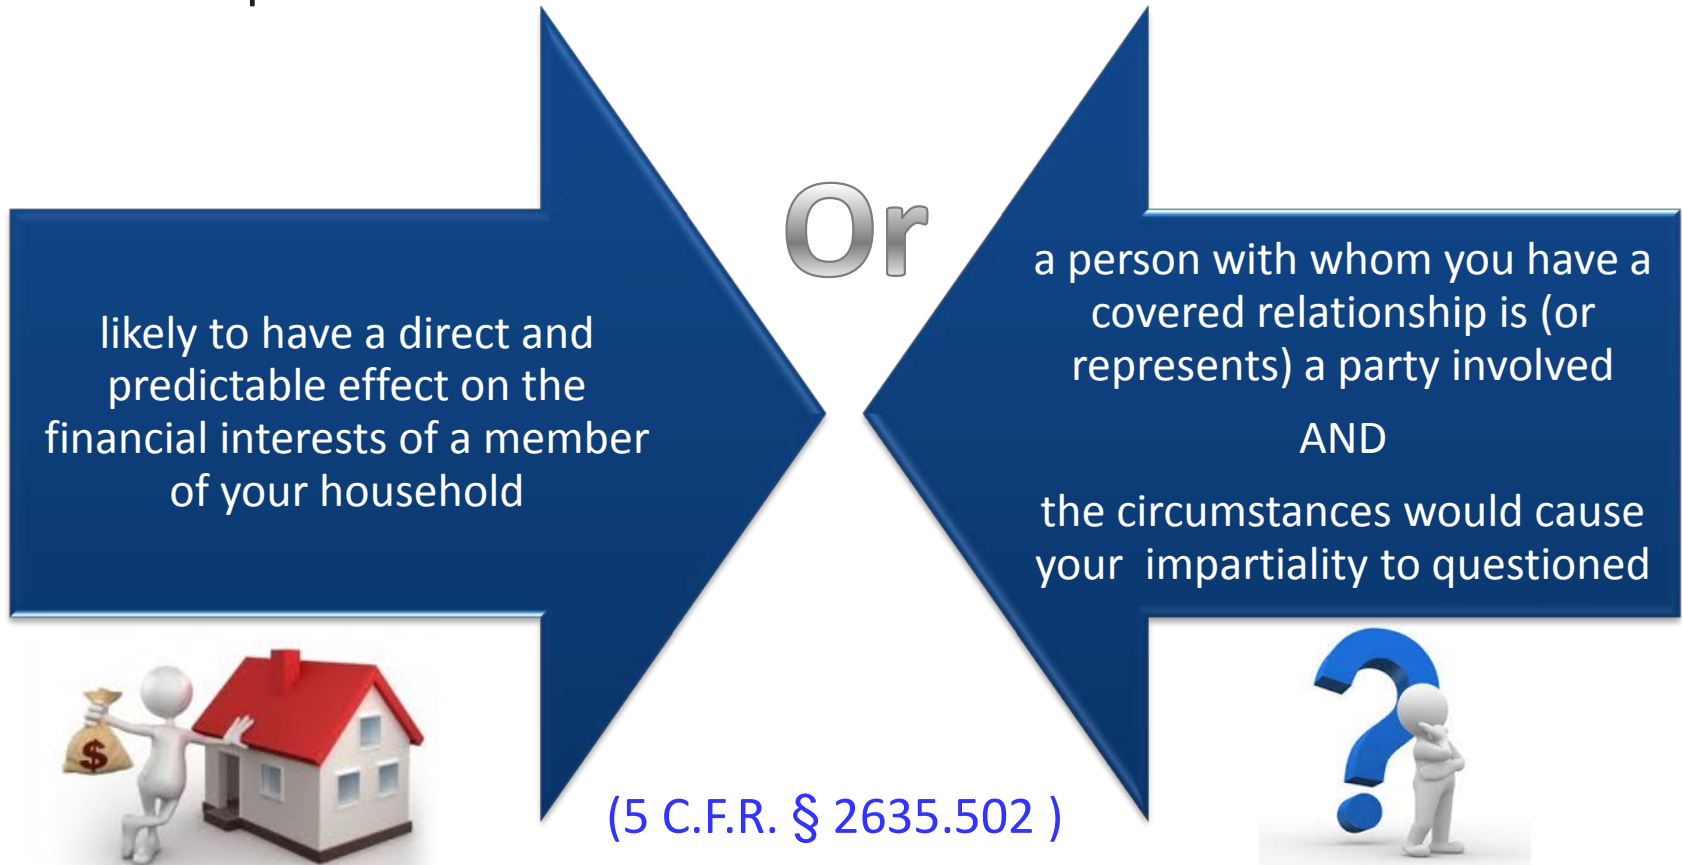 likely to have a direct and
predictable effect on the
financial interests of a member
of your household
Or
a person with whom you have a
covered relationship is (or
represents) a party involved
AND
the circumstances would cause
your  impartiality to questioned
$
?
(5 C.F.R. § 2635.502 )